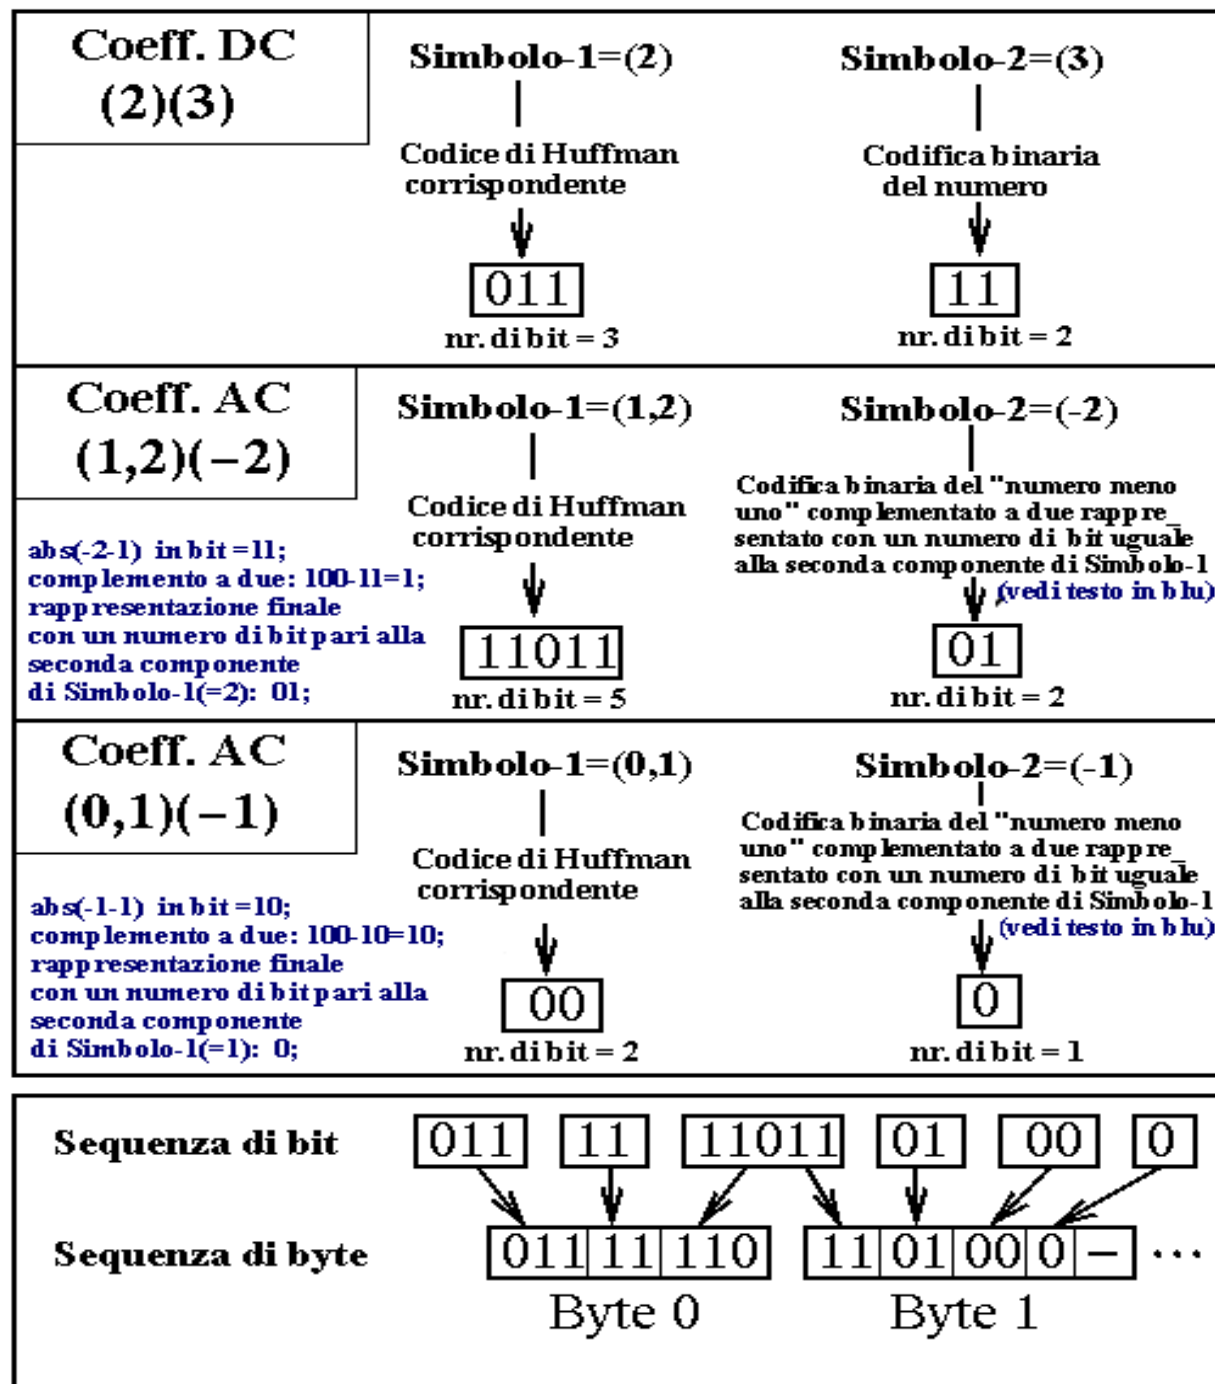 Coeff. DC
(2)(3)
Simbolo-1=(2)
Codice di Huffman
corrispondente
011
nr. di bit = 3
Simbolo-2=(3)
Codifica binaria
del numero
11
nr. di bit = 2
Coeff. AC
(1,2)(−2)
abs(-2-1) in bit =11;
complemento a due: 100-11=1;
rappresentazione finale
con un numero di bit pari alla
seconda componente
di Simbolo-1(=2): 01;
Simbolo-1=(1,2)
Codice di Huffman
corrispondente
11011
nr. di bit = 5
Simbolo-2=(-2)
Codifica binaria del "numero meno
uno" complementato a due rappre_
sentato con un numero di bit uguale
alla seconda componente di Simbolo-1
(vedi testo in blu)
01
nr. di bit = 2
Coeff. AC
(0,1)(−1)
abs(-1-1) in bit =10;
complemento a due: 100-10=10;
rappresentazione finale
con un numero di bit pari alla
seconda componente
di Simbolo-1(=1): 0;
Simbolo-1=(0,1)
Codice di Huffman
corrispondente
00
nr. di bit = 2
Simbolo-2=(-1)
Codifica binaria del "numero meno
uno" complementato a due rappre_
sentato con un numero di bit uguale
alla seconda componente di Simbolo-1
(vedi testo in blu)
0
nr. di bit = 1
Sequenza di bit 011 11 11011 01 00 0
Sequenza di byte 011 11 110 11 01 00 0 − ...
Byte 0 Byte 1